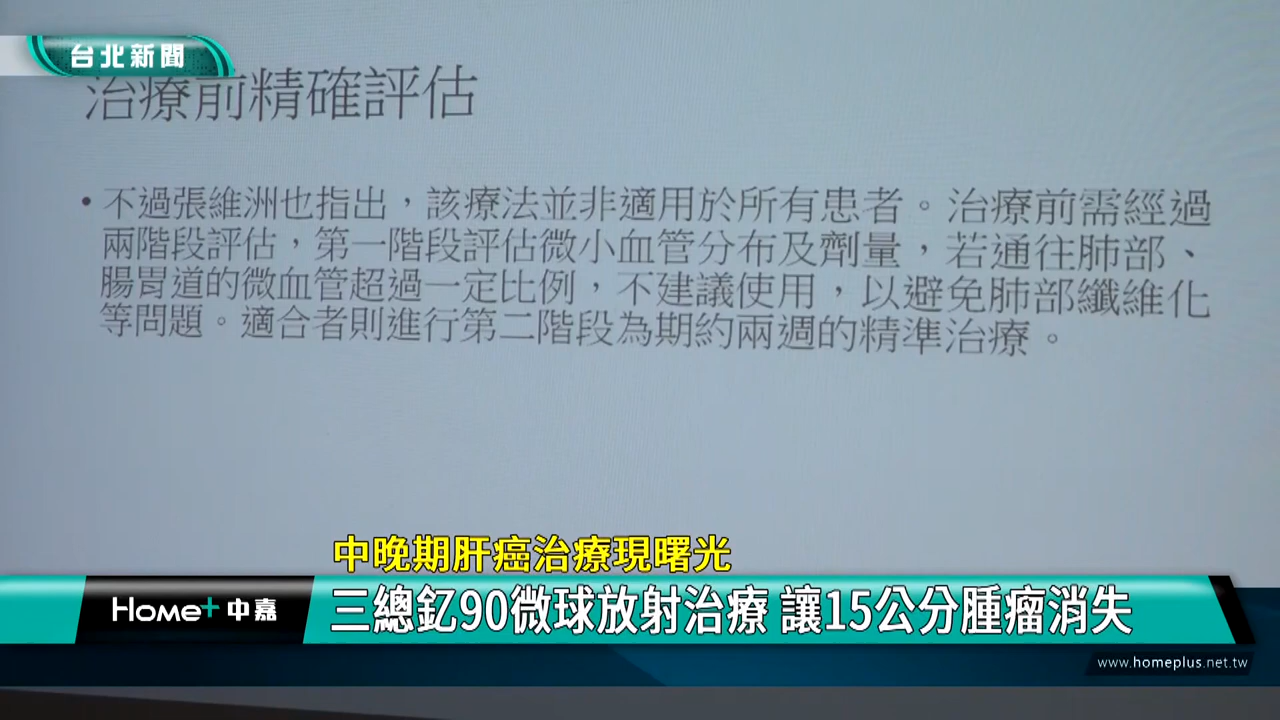 台北新聞
治療前精確評估
•不過張維洲也指出，該療法並非適用於所有患者。治療前需經過
兩階段評估，第一階段評估微小血管分布及劑量，若通往肺部、
腸胃道的微血管超過一定比例，不建議使用，以避免肺部纖維化
等問題。適合者則進行第二階段為期約兩週的精準治療。
中晚期肝癌治療現曙光
Home+中嘉
三總釔90微球放射治療 讓15公分腫瘤消失
www.homeplus.net.tw